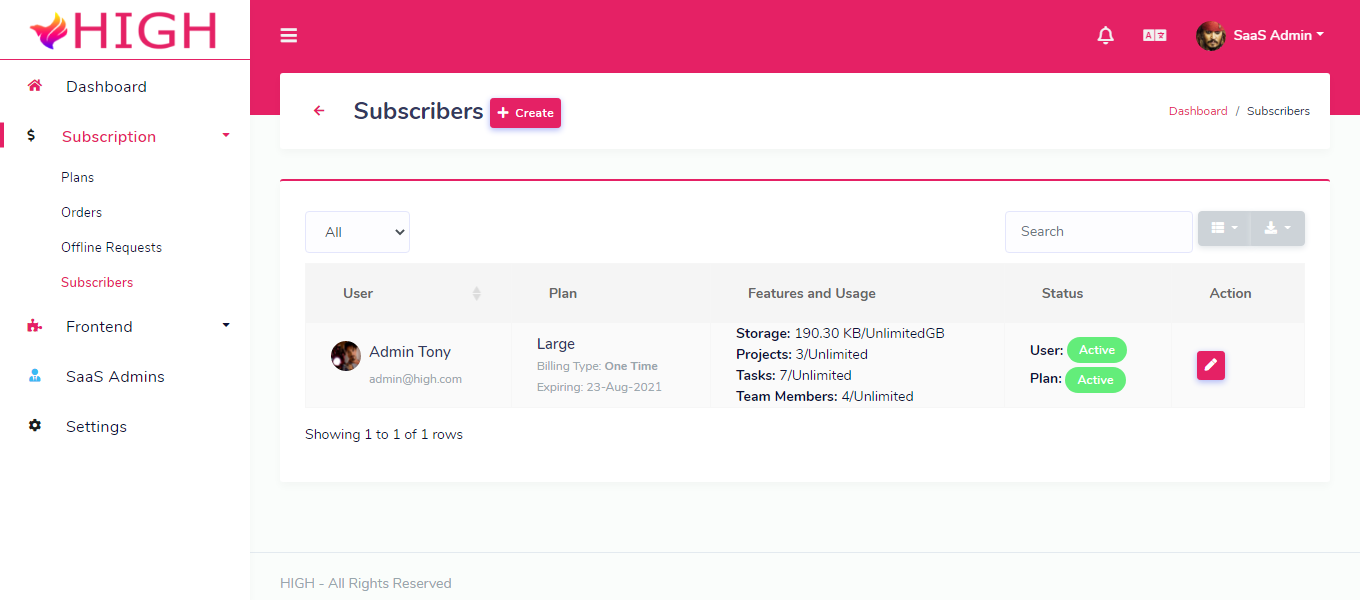 HIGH
SaaS Admin
Dashboard
Subscription
Plans
Orders
Offline Requests
Subscribers
Frontend
SaaS Admins
Settings
Subscribers
Create
Dashboard / Subscribers
All
Search
User Plan Features and Usage Status Action
Admin Tony
admin@high.com
Large
Billing Type: One Time
Expiring: 23-Aug-2021
Storage: 190.30 KB/UnlimitedGB
Projects: 3/Unlimited
Tasks: 7/Unlimited
Team Members: 4/Unlimited
User: Active
Plan: Active
Showing 1 to 1 of 1 rows
HIGH - All Rights Reserved